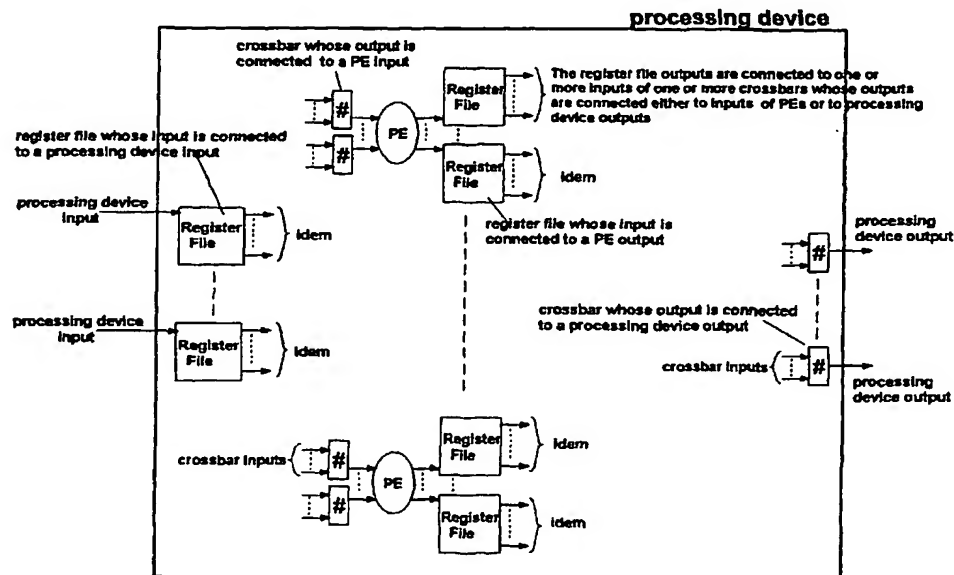 processing device
crossbar whose output is
connected to a PE input
Register
File
The register file outputs are connected to one or
more inputs of one or more crossbars whose outputs
are connected either to inputs of PEs or to processing
device outputs
#
PE
#
register file whose input is connected
to a processing device input
Register
File
idem
processing device
input
Register
File
idem
register file whose input is
connected to a PE output
processing
device output
#
crossbar whose output is connected
to a processing device output
processing device
input
Register
File
idem
crossbar inputs
#
processing
device output
Register
File
idem
crossbar inputs
#
PE
#
Register
File
idem